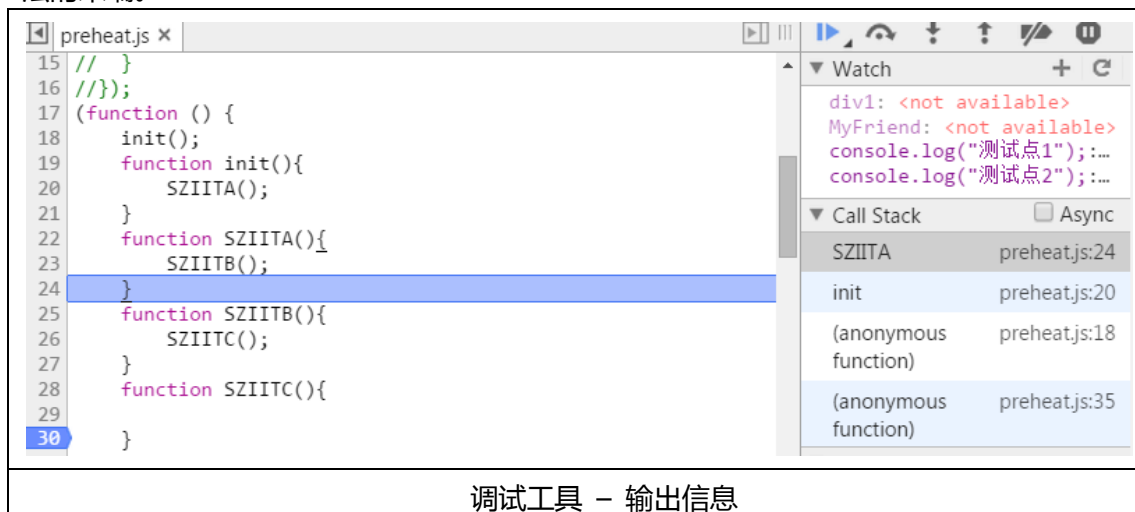 preheat.js ×
15 //  }
16 //});
17 (function () {
18     init();
19     function init(){
20         SZIITA();
21     }
22     function SZIITA(){
23         SZIITB();
24     }
25     function SZIITB(){
26         SZIITC();
27     }
28     function SZIITC(){
29
30     }
▼ Watch + C
div1: <not available>
MyFriend: <not available>
console.log("测试点1");:…
console.log("测试点2");:…
▼ Call Stack Async
SZIITA preheat.js:24
init preheat.js:20
(anonymous function) preheat.js:18
(anonymous function) preheat.js:35
调试工具 – 输出信息